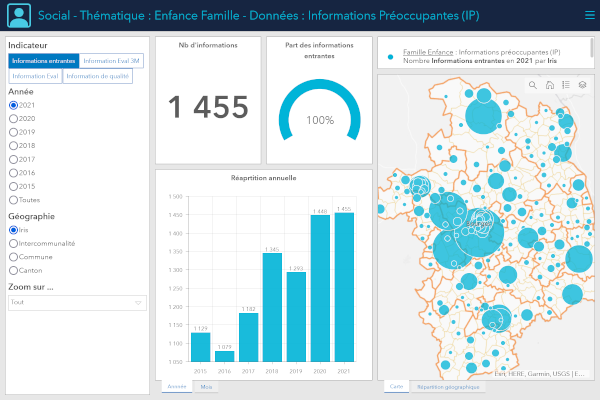 Social - Thématique : Enfance Famille - Données : Informations Préoccupantes (IP)
Indicateur
Informations entrantes
Information Eval 3M
Information Eval
Information de qualité
Année
2021
2020
2019
2018
2017
2016
2015
Toutes
Géographie
Iris
Intercommunalité
Commune
Canton
Zoom sur ...
Tout
Nb d'informations
1 455
Part des informations
entrantes
100%
Réaprtition annuelle
1 500
1 450
1 400
1 350
1 300
1 250
1 200
1 150
1 100
1 050
1 129
1 079
1 182
1 345
1 293
1 448
1 455
2015 2016 2017 2018 2019 2020 2021
Année
Mois
Famille Enfance : Informations préoccupantes (IP)
Nombre Informations entrantes en 2021 par Iris
Esri, HERE, Garmin, USGS | E...
Carte
Répartition géographique